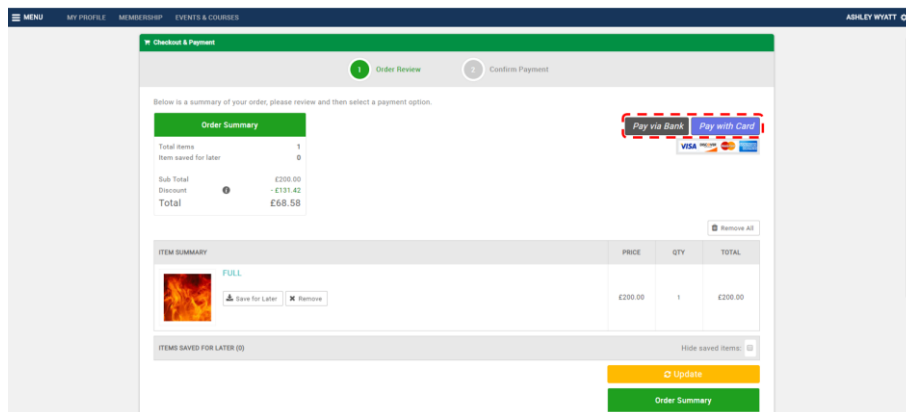 MENU MY PROFILE MEMBERSHIP EVENTS & COURSES ASHLEY WYATT
Checkout & Payment
1 Order Review 2 Confirm Payment
Below is a summary of your order, please review and then select a payment option.
Order Summary
Pay via Bank Pay with Card
Total items 1
VISA
Item saved for later 0
Sub Total £200.00
Discount - £131.42
Total £68.58
Remove All
ITEM SUMMARY PRICE QTY TOTAL
FULL
Save for Later Remove £200.00 1 £200.00
ITEMS SAVED FOR LATER (0) Hide saved items:
Update
Order Summary